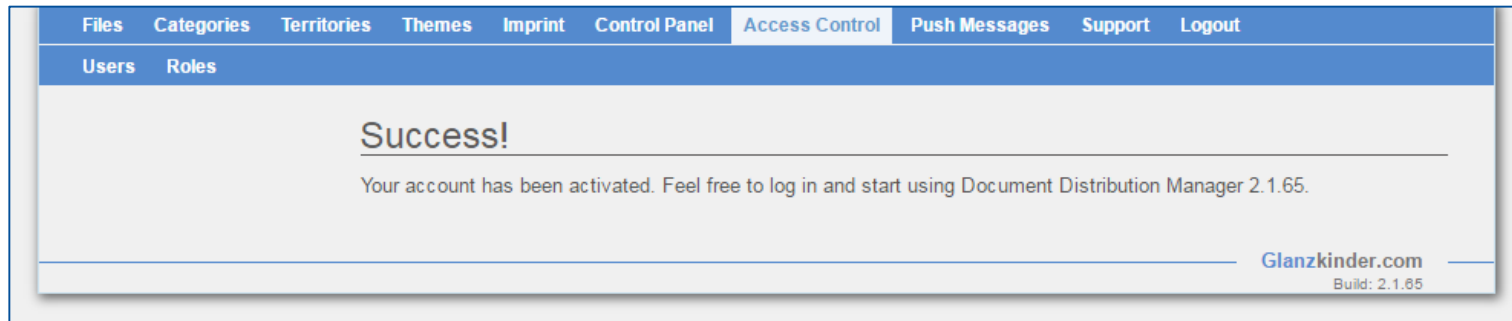 Files Categories Territories Themes Imprint Control Panel Access Control Push Messages Support Logout
Users Roles
Success!
Your account has been activated. Feel free to log in and start using Document Distribution Manager 2.1.65.
Glanzkinder.com
Build: 2.1.65